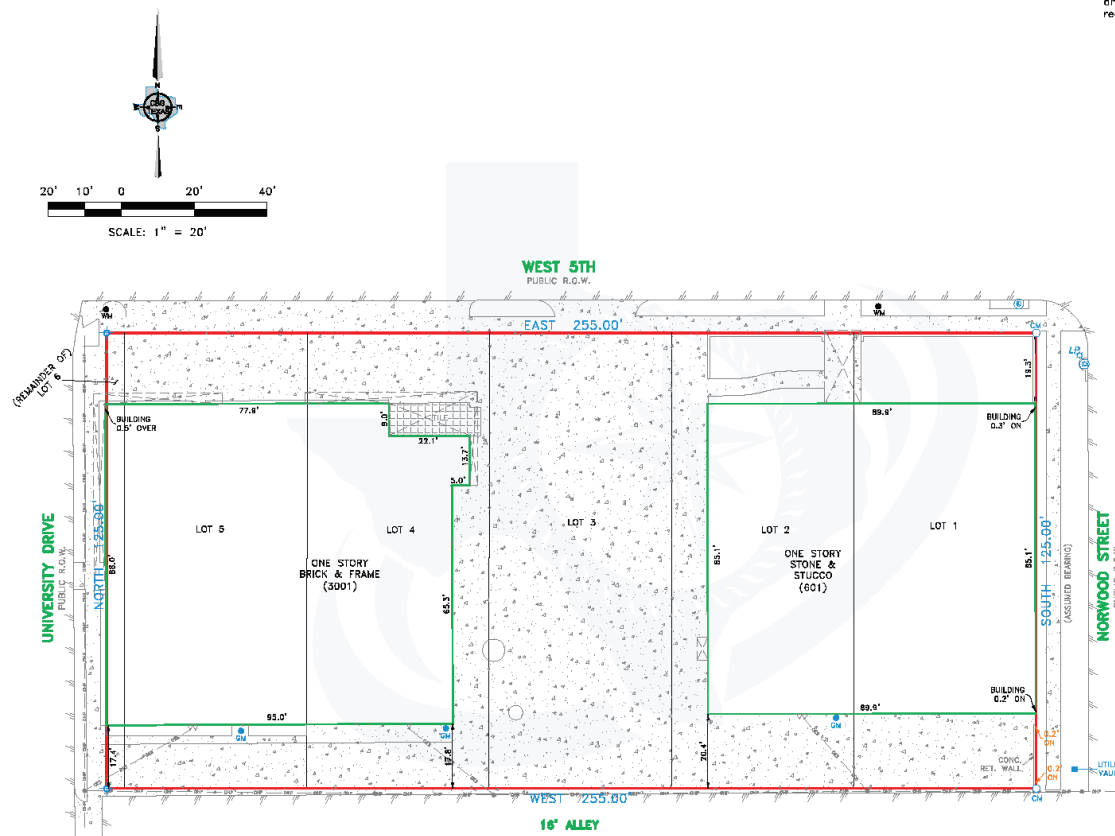 an
re
N
CBG
TEXAS
E
S
20' 10' 0 20' 40'
SCALE: 1" = 20'
WEST 5TH
PUBLIC R.O.W.
WM
WM
EAST 255.00'
CM
LP
(REMAINDER OF)
LOT 6
19.3'
BUILDING
0.5' OVER
77.9'
9.0'
TILE
22.1'
13.7'
5.0'
89.9'
BUILDING
0.3' ON
LOT 5
LOT 4
LOT 3
LOT 2
LOT 1
UNIVERSITY DRIVE
PUBLIC R.O.W.
NORTH 125.00'
88.0'
ONE STORY
BRICK & FRAME
(3001)
65.3'
85.1'
ONE STORY
STONE &
STUCCO
(601)
85.1'
SOUTH 125.00'
(ASSUMED BEARING)
NORWOOD STREET
95.0'
GM
GM
17.4'
17.8'
89.9'
GM
20.4'
BUILDING
0.2' ON
0.2'
ON
CONC.
RET. WALL
0.2'
ON
CM
WEST 255.00'
16' ALLEY